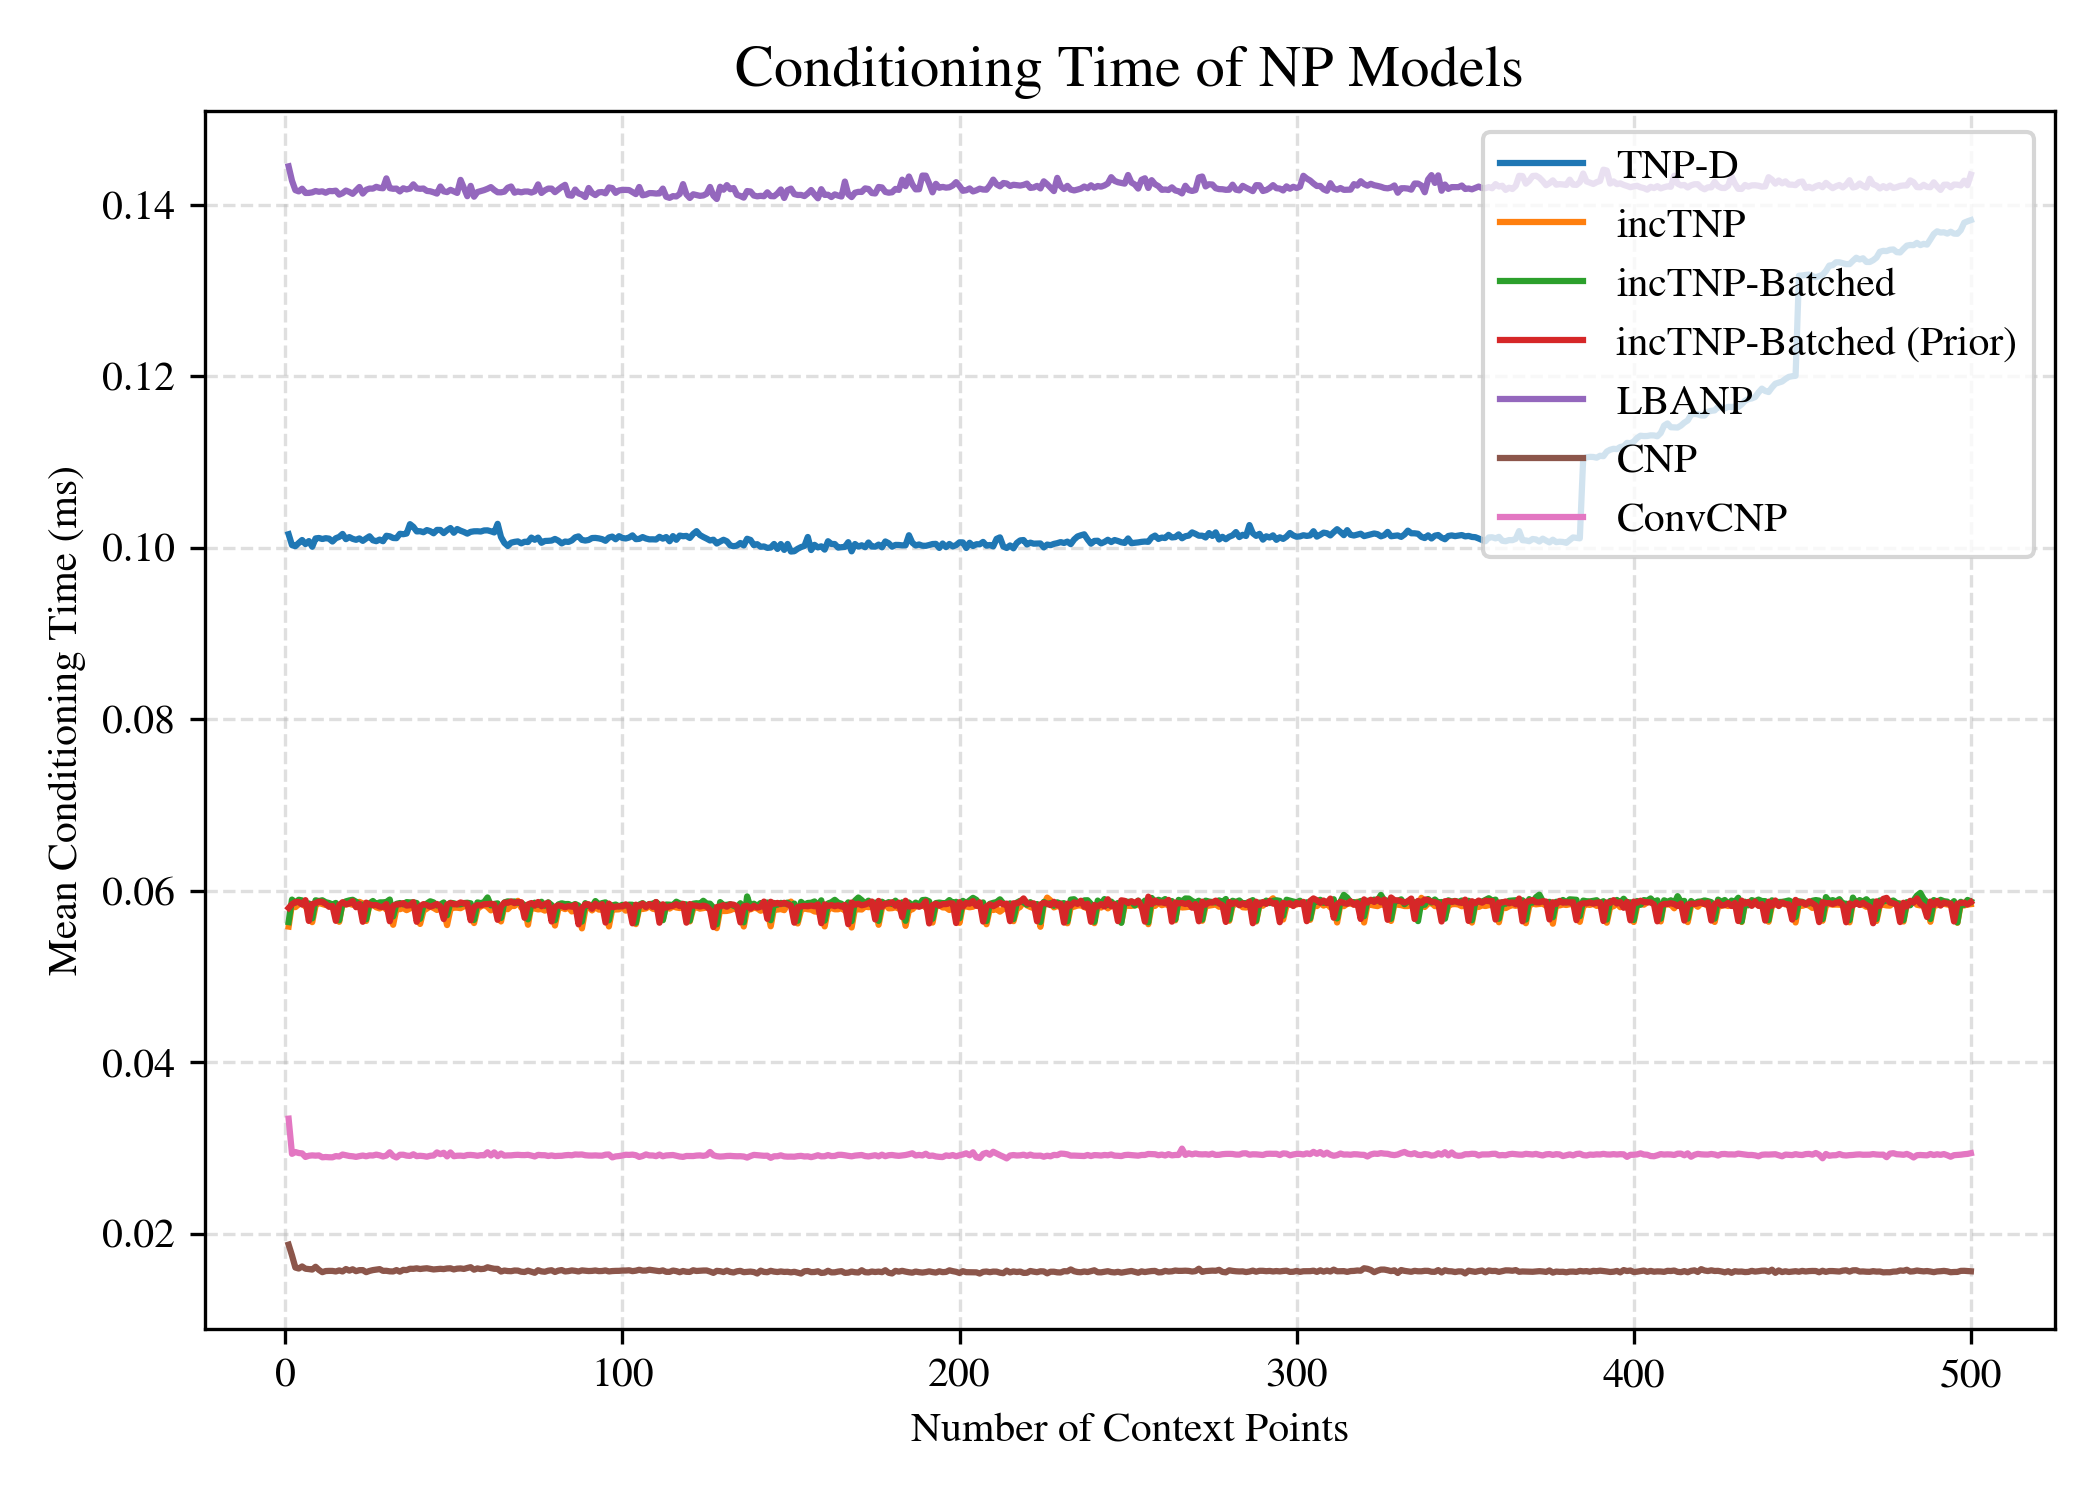 Conditioning Time of NP Models
Mean Conditioning Time (ms)
0.14
0.12
0.10
0.08
0.06
0.04
0.02
TNP-D
incTNP
incTNP-Batched
incTNP-Batched (Prior)
LBANP
CNP
ConvCNP
0 100 200 300 400 500
Number of Context Points